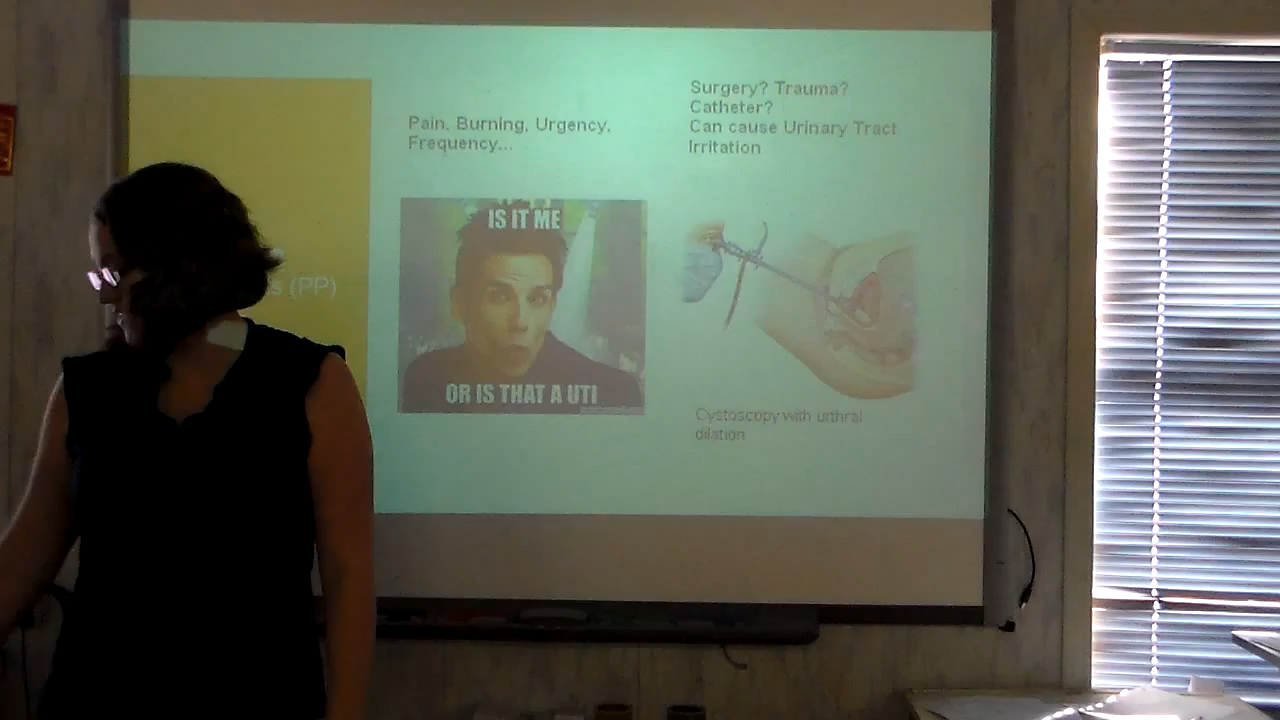 (PP)
Pain, Burning, Urgency,
Frequency...
IS IT ME
OR IS THAT A UTI
Surgery? Trauma?
Catheter?
Can cause Urinary Tract
Irritation
Cystoscopy with urthral
dilation